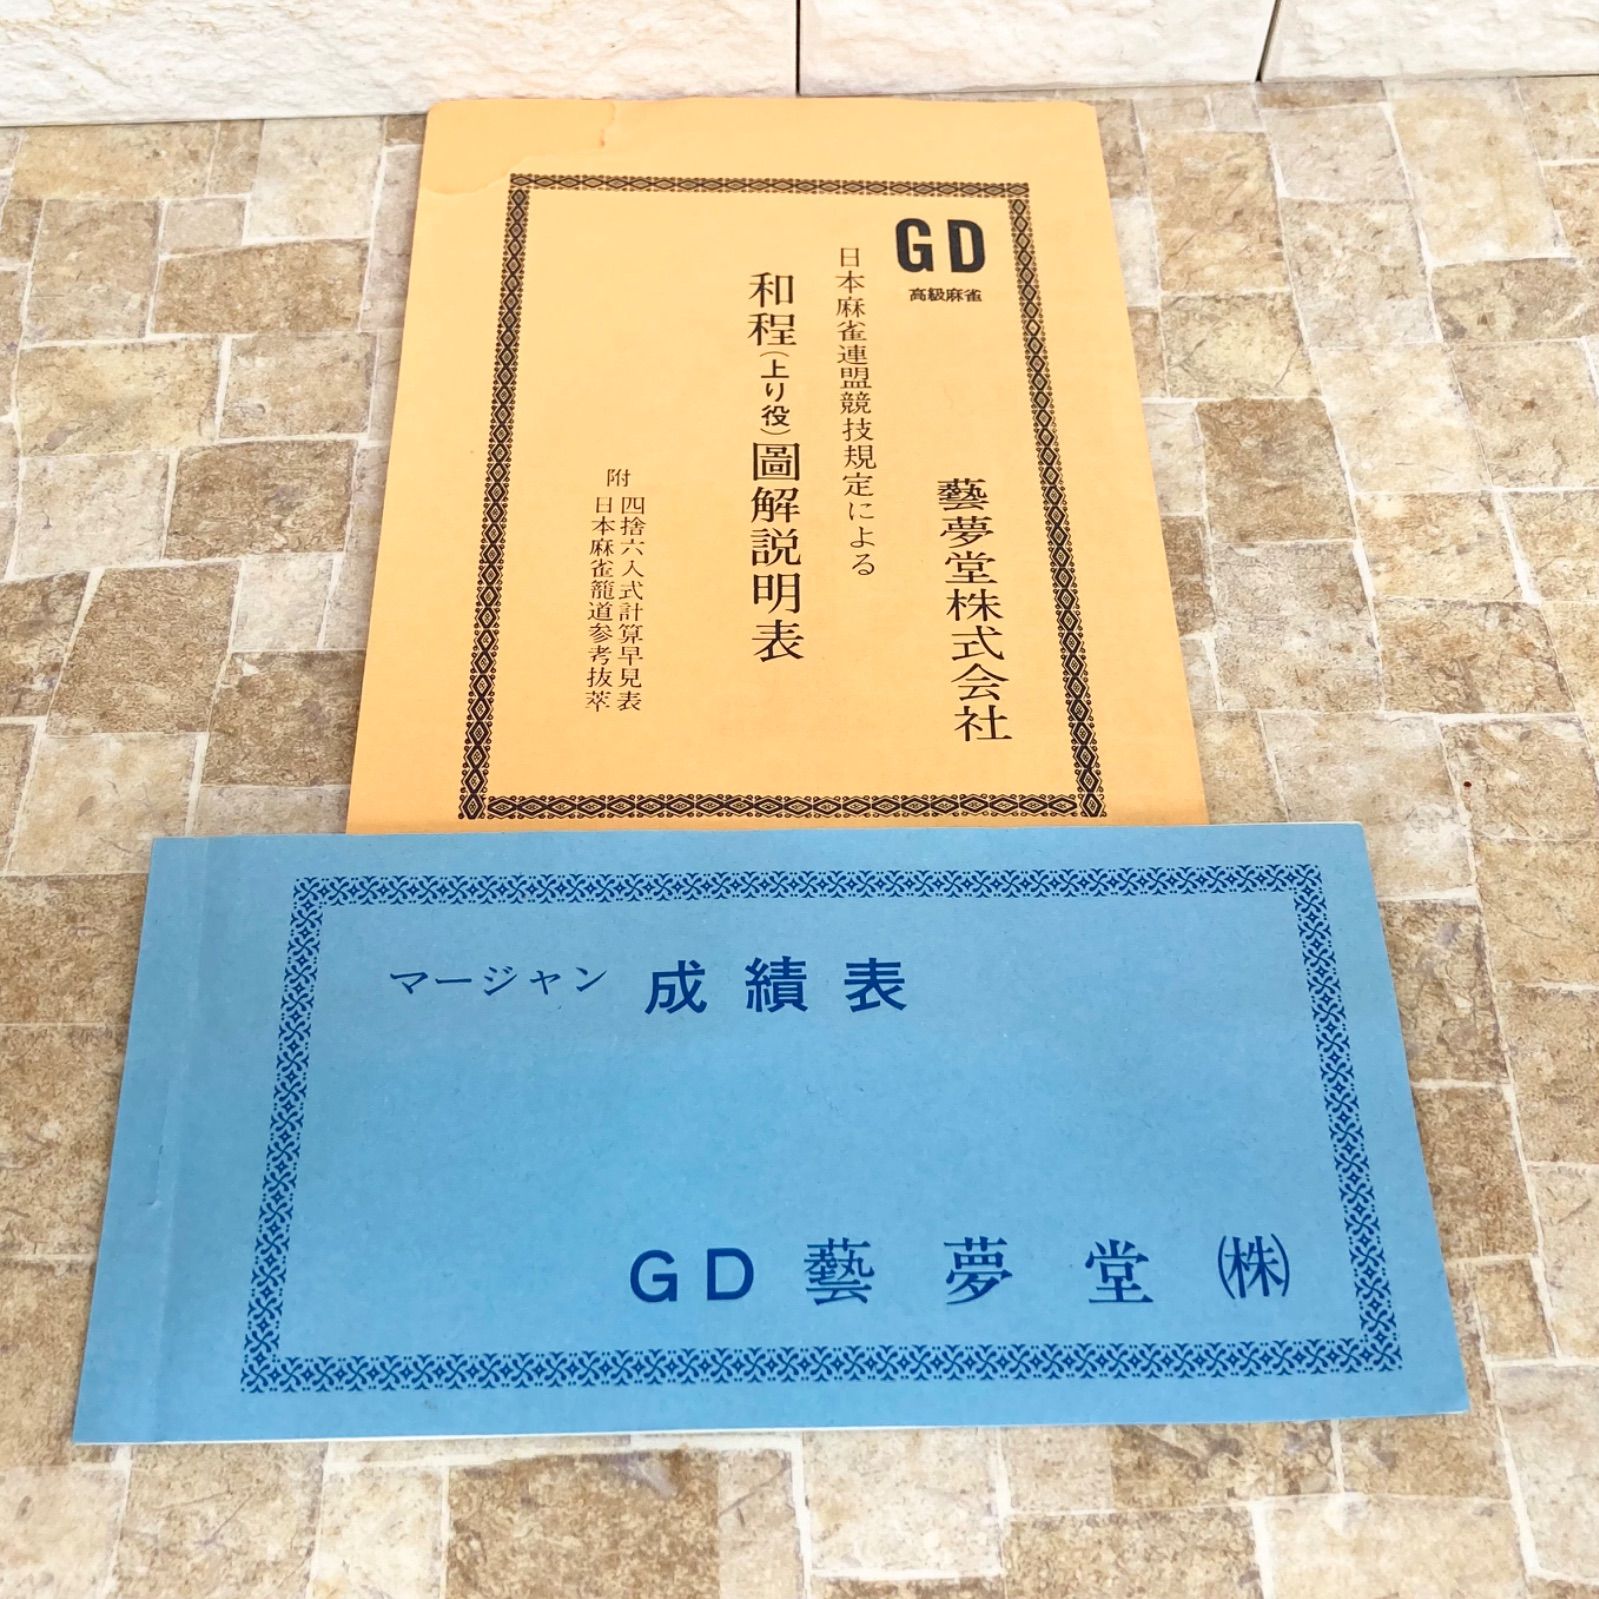 GD
高級麻雀
藝夢堂株式会社
日本麻雀連盟競技規定による
和程（上り役）圖解説明表
附
四捨六入式計算早見表
日本麻雀籠道参考抜萃
マージャン 成績表
GD 藝夢堂㈱